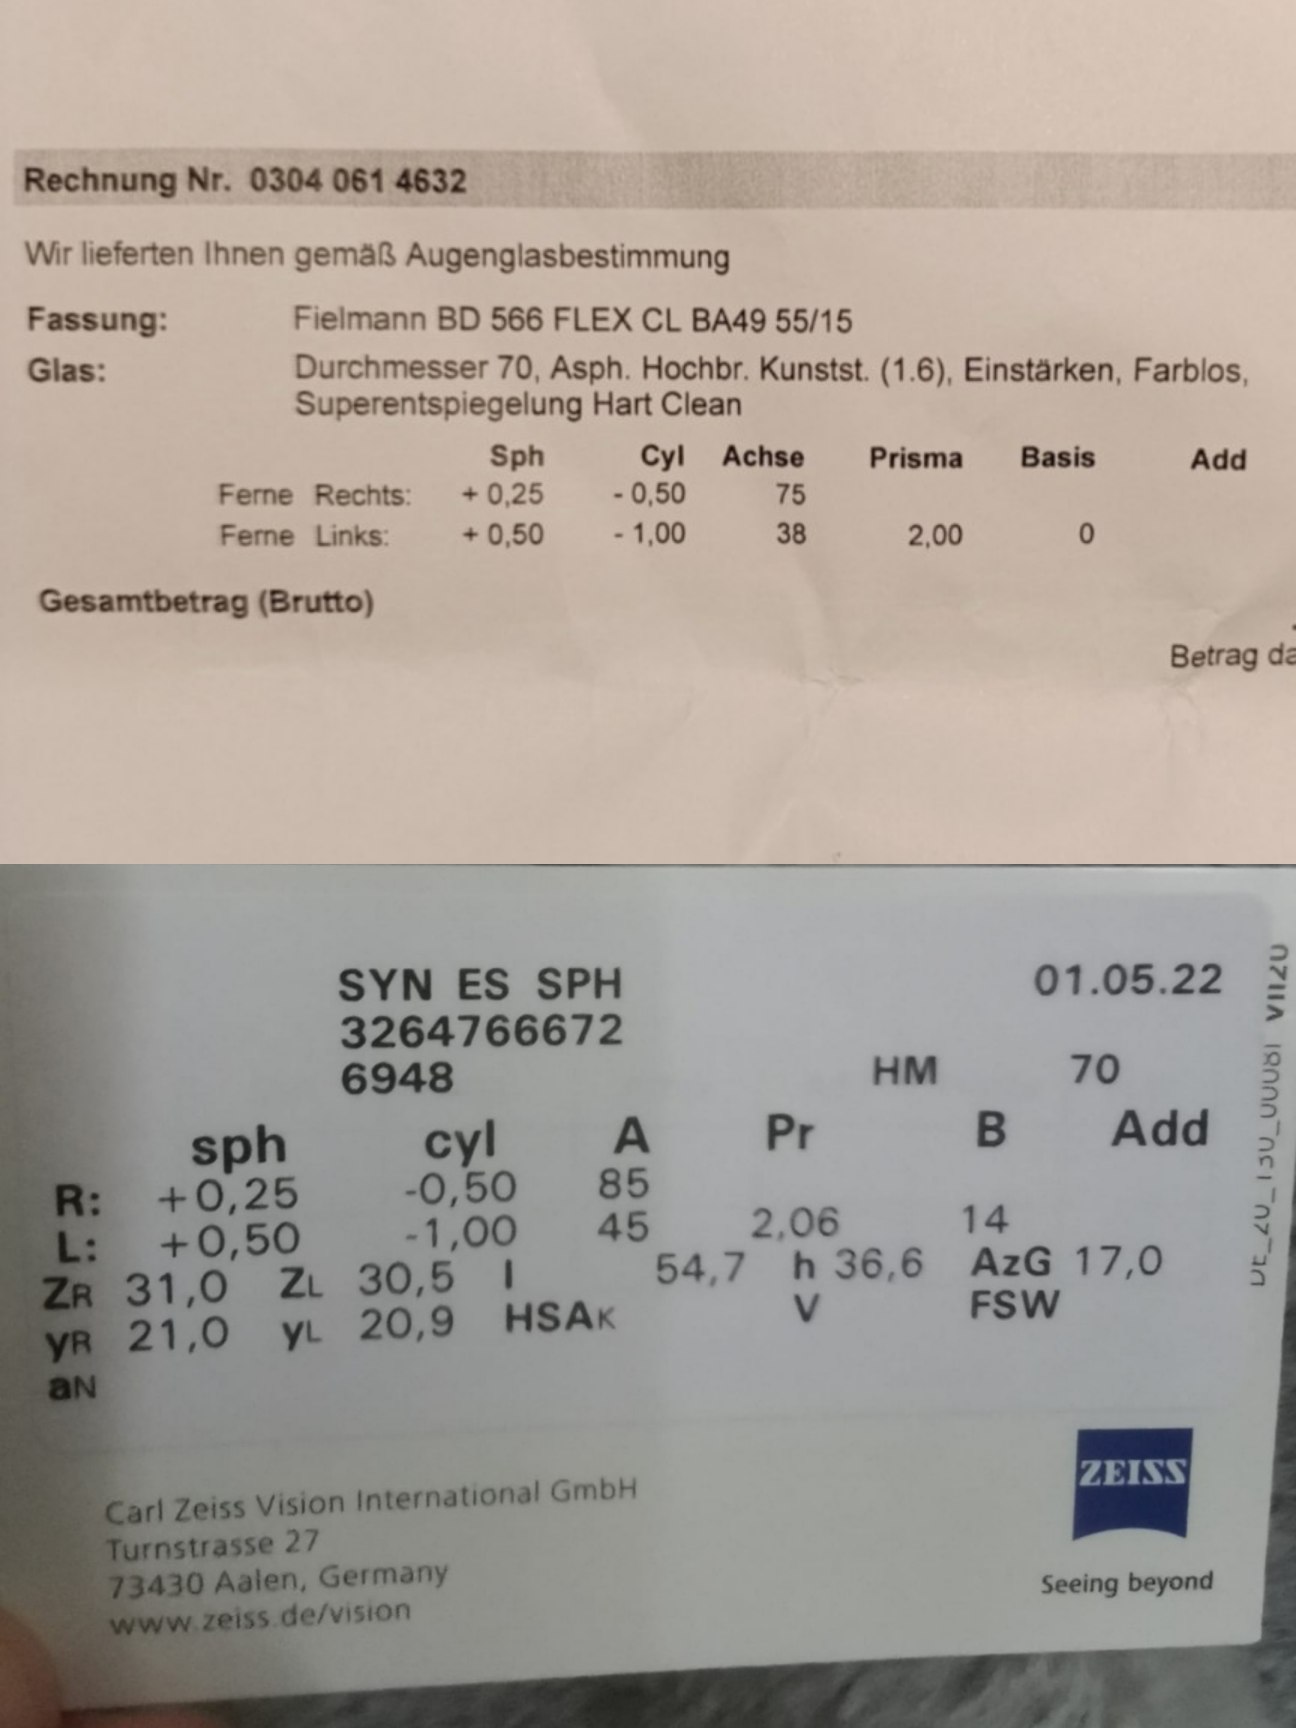 Rechnung Nr. 0304 061 4632
Wir lieferten Ihnen gemäß Augenglasbestimmung
Fassung: Fielmann BD 566 FLEX CL BA49 55/15
Glas: Durchmesser 70, Asph. Hochbr. Kunstst. (1.6), Einstärken, Farblos,
Superentspiegelung Hart Clean
Sph Cyl Achse Prisma Basis Add
Ferne Rechts: + 0,25 - 0,50 75
Ferne Links: + 0,50 - 1,00 38 2,00 0
Gesamtbetrag (Brutto)
Betrag da
SYN ES SPH 01.05.22
3264766672
6948 HM 70
sph cyl A Pr B Add
R: +0,25 -0,50 85
L: +0,50 -1,00 45 2,06 14
ZR 31,0 ZL 30,5 I 54,7 h 36,6 AzG 17,0
yR 21,0 yL 20,9 HSAK V FSW
aN
ZEISS
Carl Zeiss Vision International GmbH
Turnstrasse 27
73430 Aalen, Germany
www.zeiss.de/vision
Seeing beyond